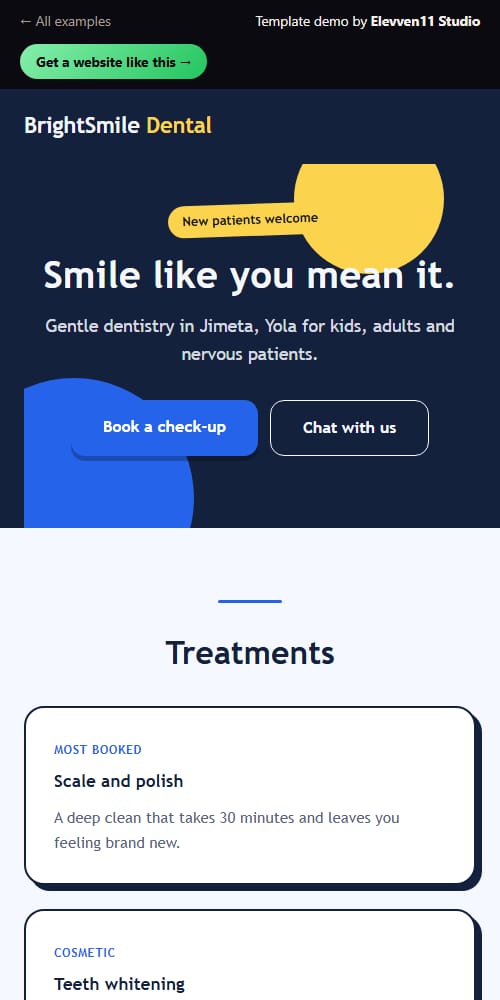 ← All examples
Template demo by Elevven11 Studio
Get a website like this →
BrightSmile Dental
New patients welcome
Smile like you mean it.
Gentle dentistry in Jimeta, Yola for kids, adults and
nervous patients.
Book a check-up
Chat with us
Treatments
MOST BOOKED
Scale and polish
A deep clean that takes 30 minutes and leaves you
feeling brand new.
COSMETIC
Teeth whitening